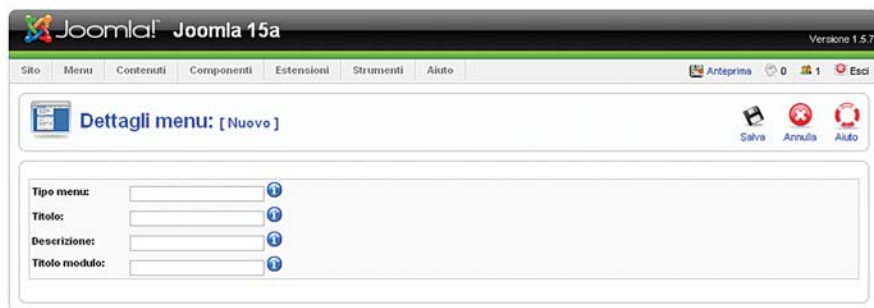 Joomla! Joomla 15a
Versione 1.5.7
Sito Menu Contenuti Componenti Estensioni Strumenti Aiuto Anteprima 0 1 Esci
Dettagli menu: [ Nuovo ]
Salva Annulla Aiuto
Tipo menu:
Titolo:
Descrizione:
Titolo modulo: